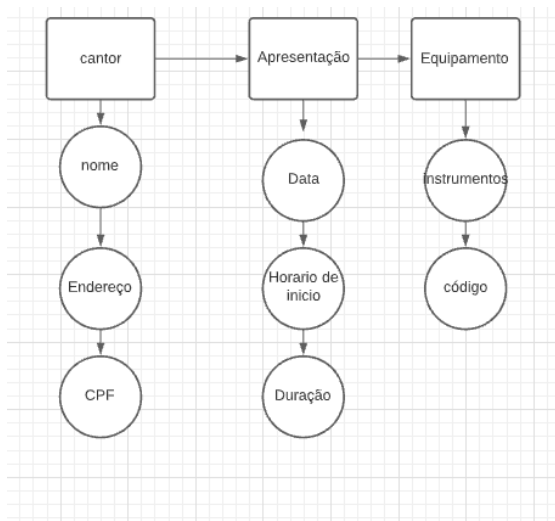 cantor
Apresentação
Equipamento
nome
Data
instrumentos
Endereço
Horario de
inicio
código
CPF
Duração